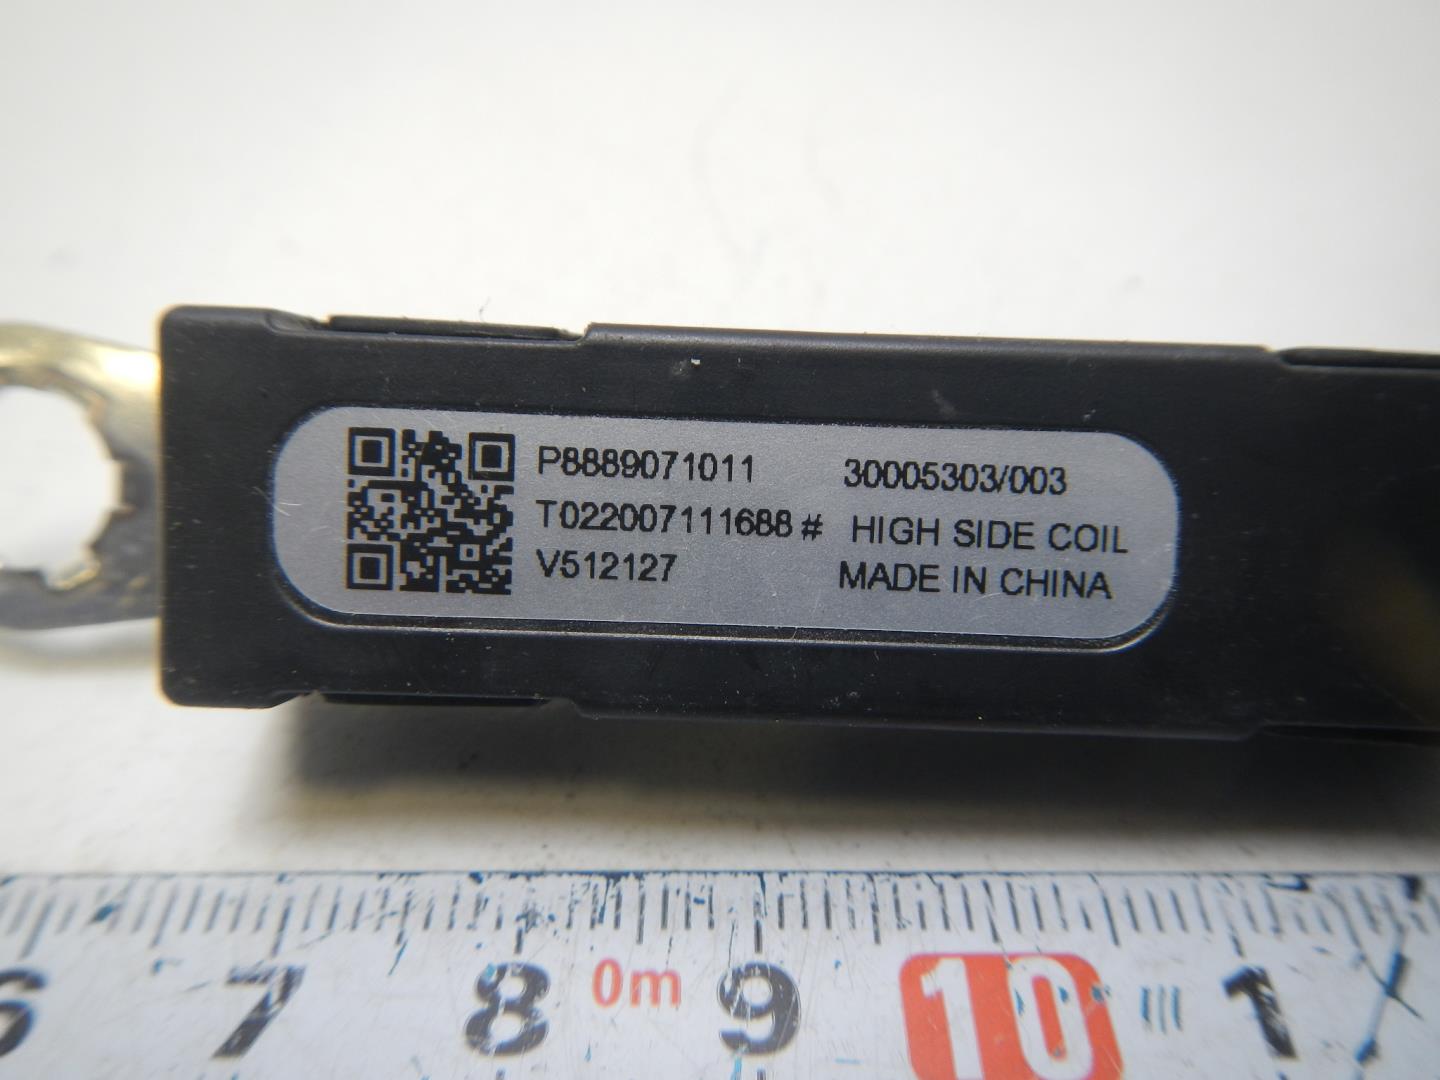 P8889071011 30005303/003
T022007111688# HIGH SIDE COIL
V512127 MADE IN CHINA
6 7 8 0m 9 10 1